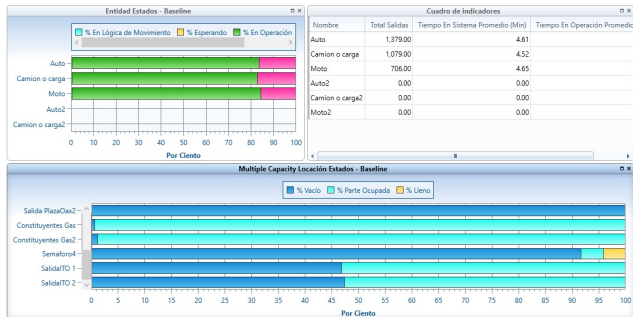 Entidad Estados - Baseline
% En Lógica de Movimiento % Esperando % En Operación
Auto
Camion o carga
Moto
Auto2
Camion o carga2
0 10 20 30 40 50 60 70 80 90 100
Por Ciento
Cuadro de indicadores
Nombre Total Salidas Tiempo En Sistema Promedio (Min) Tiempo En Operación Promedio
Auto 1,379.00 4.61
Camion o carga 1,079.00 4.52
Moto 706.00 4.65
Auto2 0.00 0.00
Camion o carga2 0.00 0.00
Moto2 0.00 0.00
Multiple Capacity Locación Estados - Baseline
% Vacío % Parte Ocupada % Lleno
Salida PlazaOax2
Constituyentes Gas
Constituyentes Gas2
Semaforo4
SalidaITO 1
SalidaITO 2
0 5 10 15 20 25 30 35 40 45 50 55 60 65 70 75 80 85 90 95 100
Por Ciento